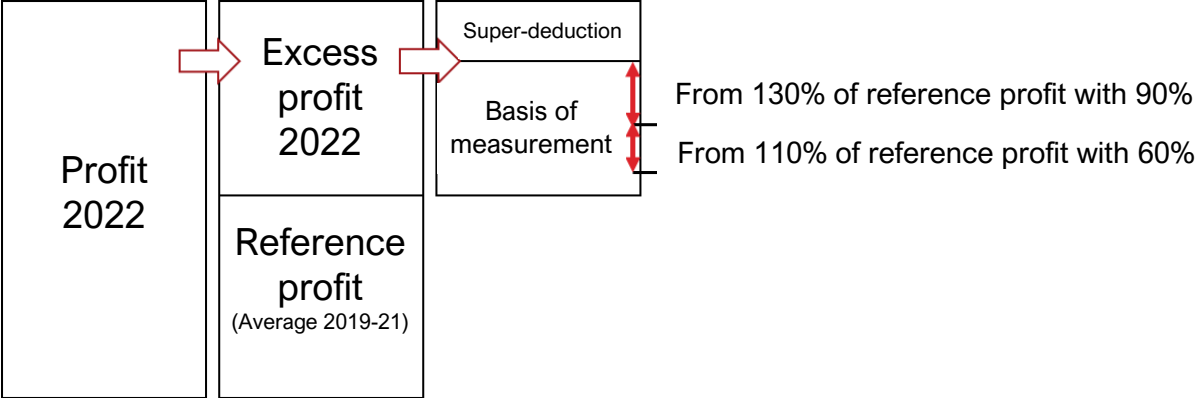 Profit
2022
Excess
profit
2022
Reference
profit
(Average 2019-21)
Super-deduction
Basis of
measurement
From 130% of reference profit with 90%
From 110% of reference profit with 60%